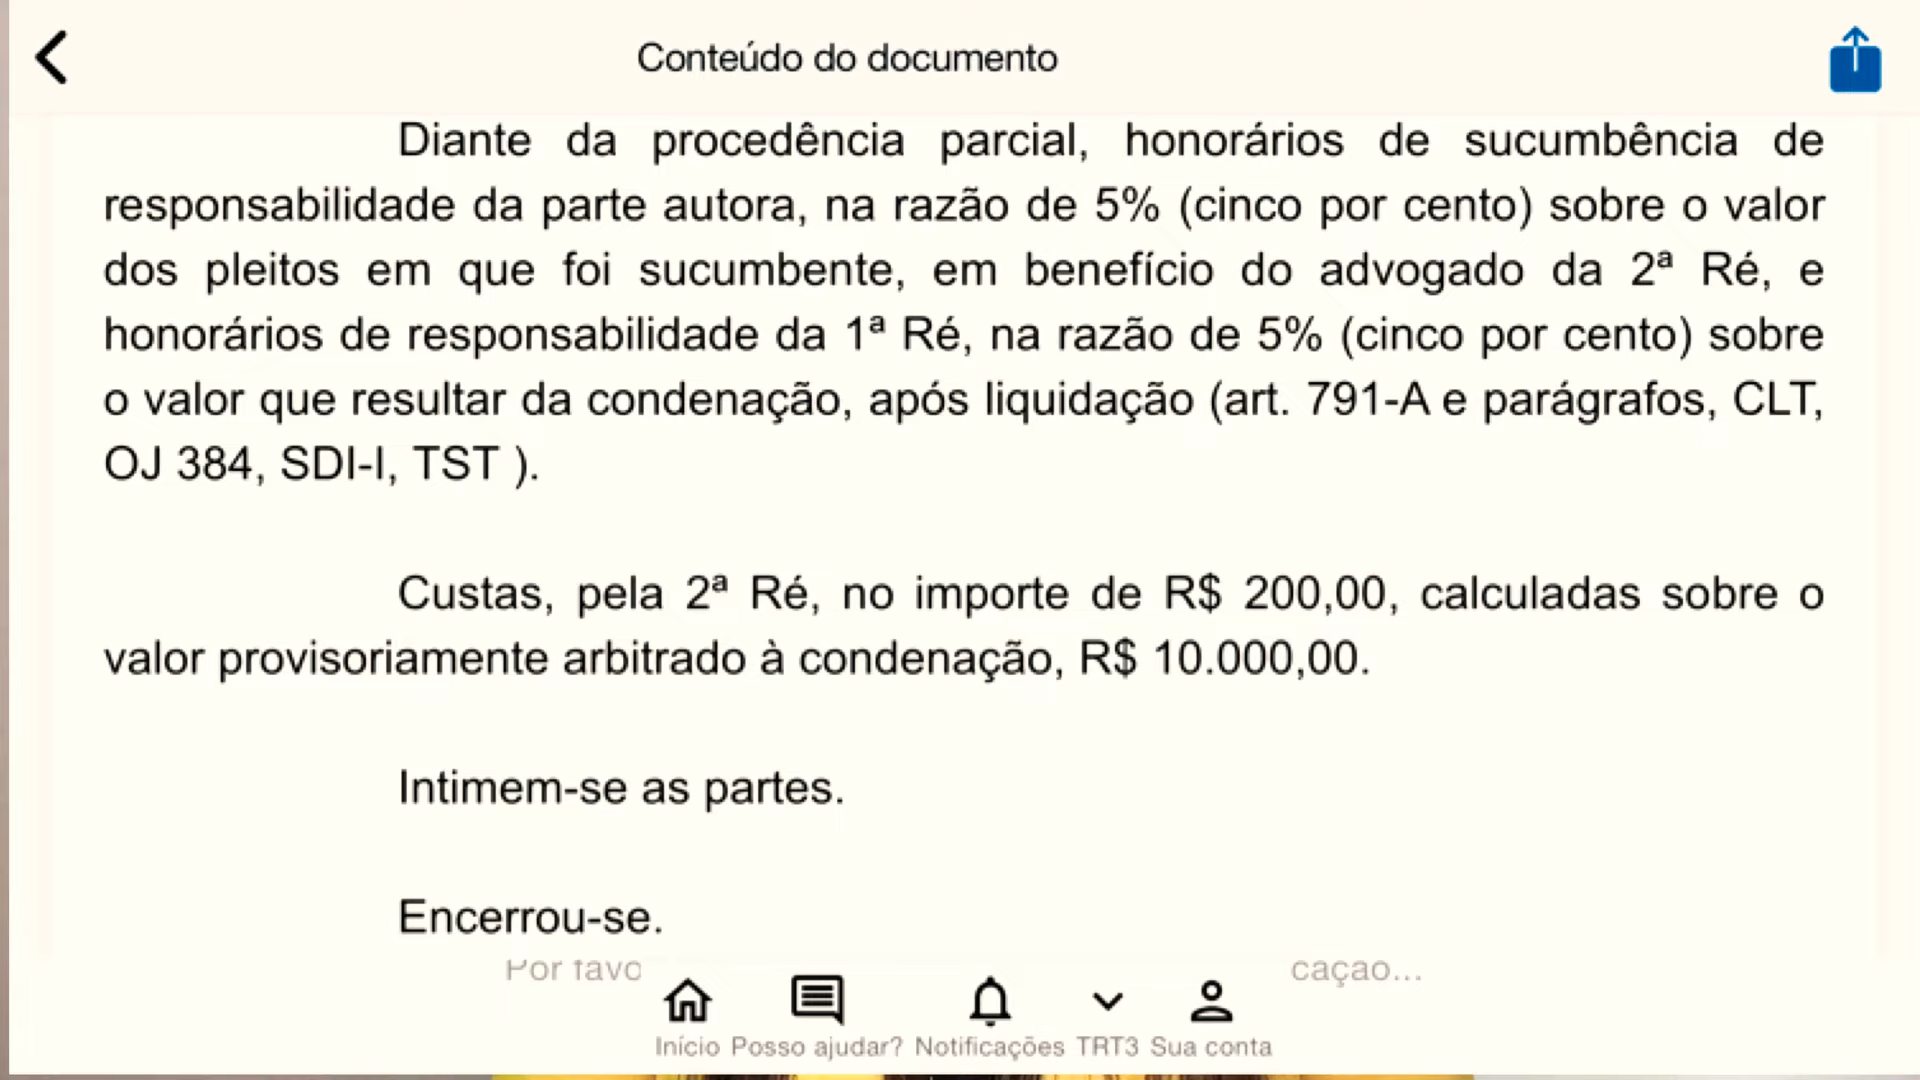 Conteúdo do documento
Diante da procedência parcial, honorários de sucumbência de
responsabilidade da parte autora, na razão de 5% (cinco por cento) sobre o valor
dos pleitos em que foi sucumbente, em benefício do advogado da 2ª Ré, e
honorários de responsabilidade da 1ª Ré, na razão de 5% (cinco por cento) sobre
o valor que resultar da condenação, após liquidação (art. 791-A e parágrafos, CLT,
OJ 384, SDI-I, TST ).
Custas, pela 2ª Ré, no importe de R$ 200,00, calculadas sobre o
valor provisoriamente arbitrado à condenação, R$ 10.000,00.
Intimem-se as partes.
Encerrou-se.
Por favo cação...
Início Posso ajudar? Notificações TRT3 Sua conta